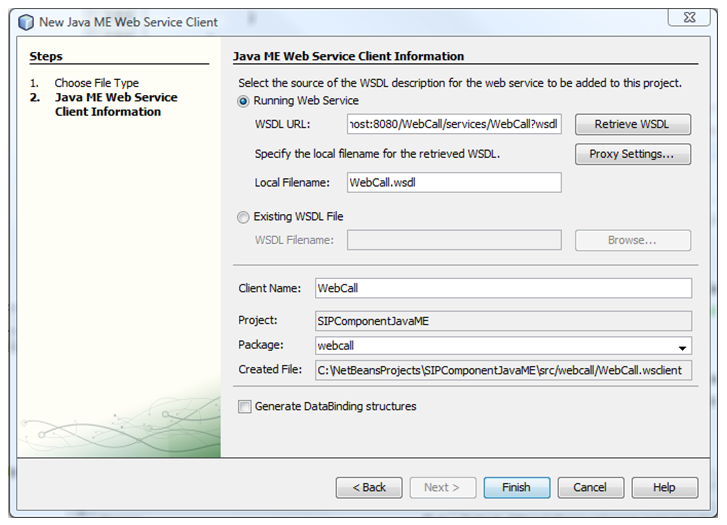 New Java ME Web Service Client
Steps
1. Choose File Type
2. Java ME Web Service
Client Information
Java ME Web Service Client Information
Select the source of the WSDL description for the web service to be added to this project.
Running Web Service
WSDL URL: host:8080/WebCall/services/WebCall?wsdl Retrieve WSDL
Specify the local filename for the retrieved WSDL. Proxy Settings...
Local Filename: WebCall.wsdl
Existing WSDL File
WSDL Filename: Browse...
Client Name: WebCall
Project: SIPComponentJavaME
Package: webcall
Created File: C:\NetBeansProjects\SIPComponentJavaME\src/webcall/WebCall.wsclient
Generate DataBinding structures
< Back Next > Finish Cancel Help